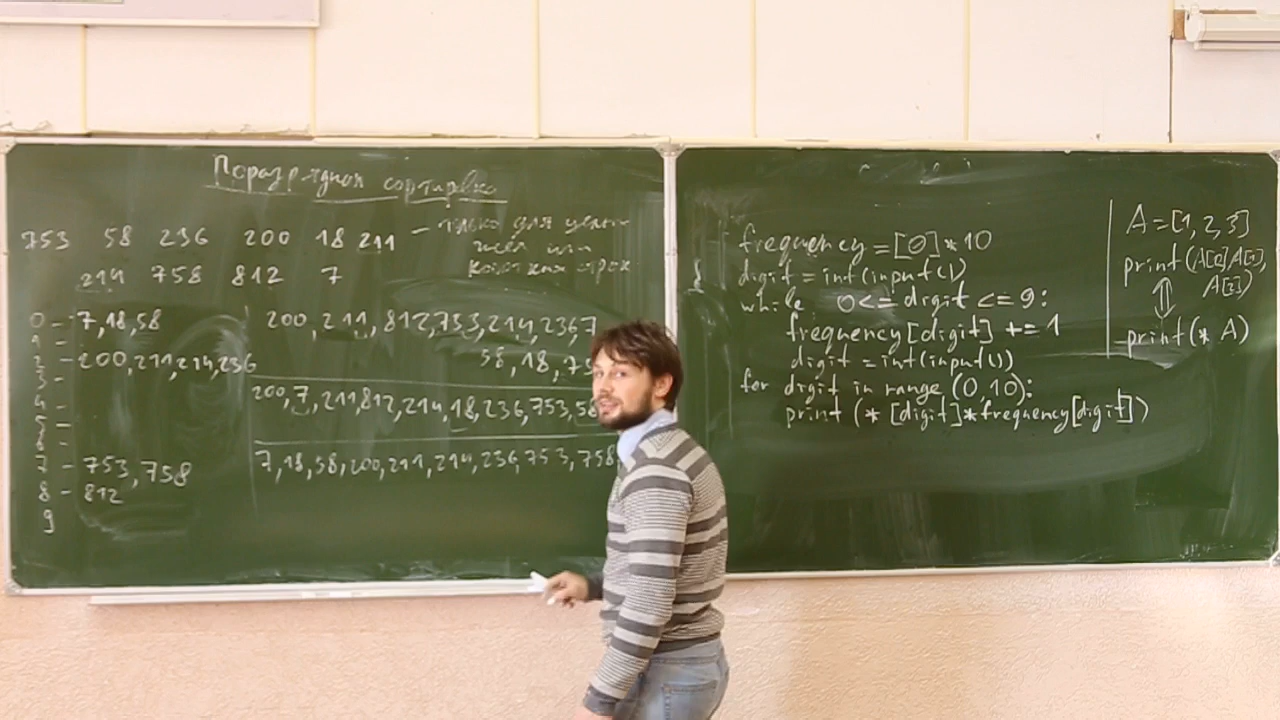 Поразрядная сортировка
753 58 236 200 18 211 – только для целых
чисел или
коротких строк
214 758 812 7
0 – 7,18,58
1 –
2 – 200,211,214,236
3 –
4 –
5 –
6 –
7 – 753,758
8 – 812
9
200,211,812,753,214,236,7
58,18,75
200,7,211,812,214,18,236,753,58
7,18,58,200,211,214,236,753,758
frequency = [0]*10
digit = int(input())
while 0<= digit <= 9:
frequency[digit] += 1
digit = int(input())
for digit in range (0,10):
print (* [digit]*frequency[digit])
A = [1, 2, 3]
print (A[0], A[1],
A[2])
⇕
print(* A)